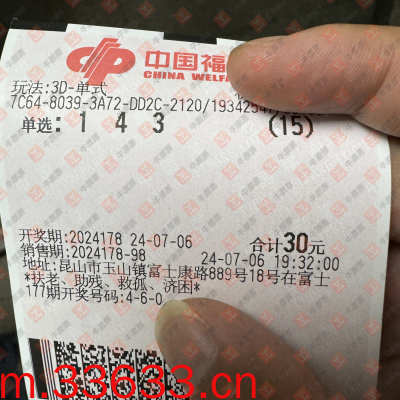 中国福
CHINA WELFA
玩法:3D-单式
7C64-8039-3A72-DD2C-2120/1934254
单选: 1 4 3 (15)
开奖期:2024178 24-07-06 合计30元
销售期:2024178-98 24-07-06 19:32:00
地址:昆山市玉山镇富士康路889号18号在富士
*扶老、助残、救孤、济困*
177期开奖号码:4-6-0
m.33633.cn